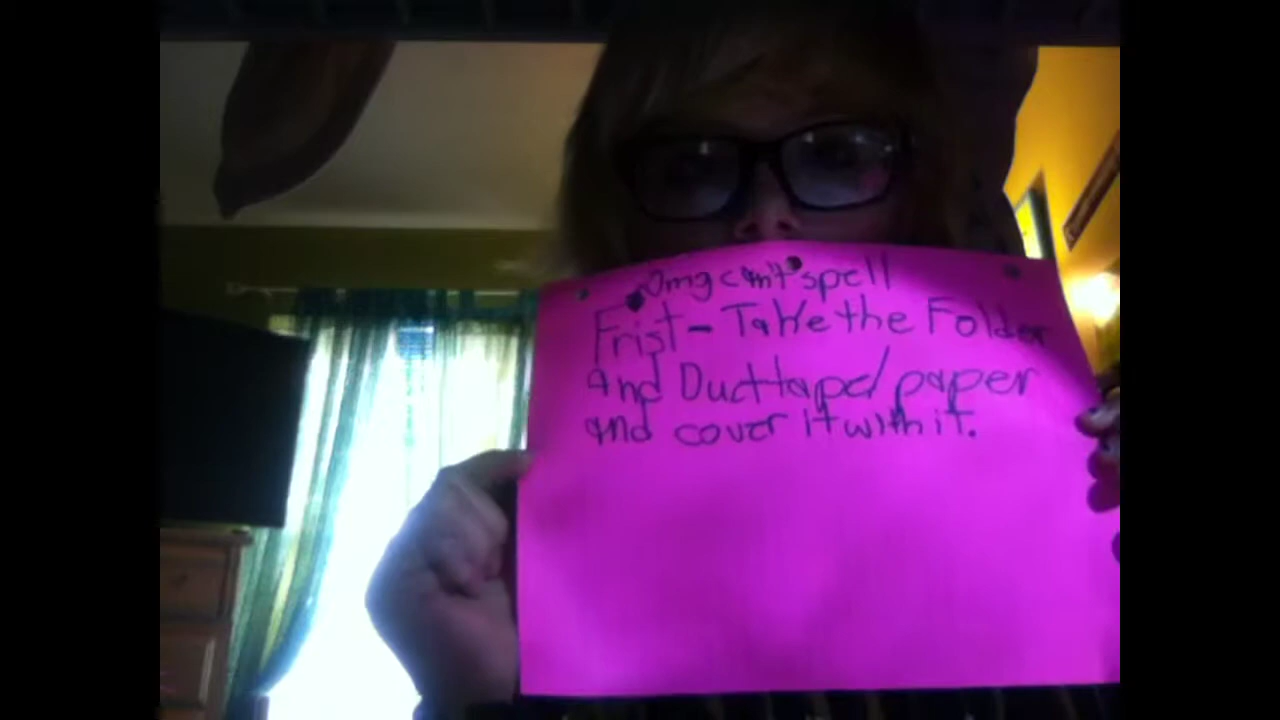 Omg can't spell
Frist - Take the Folder
And Ducttape/paper
and cover it with it.